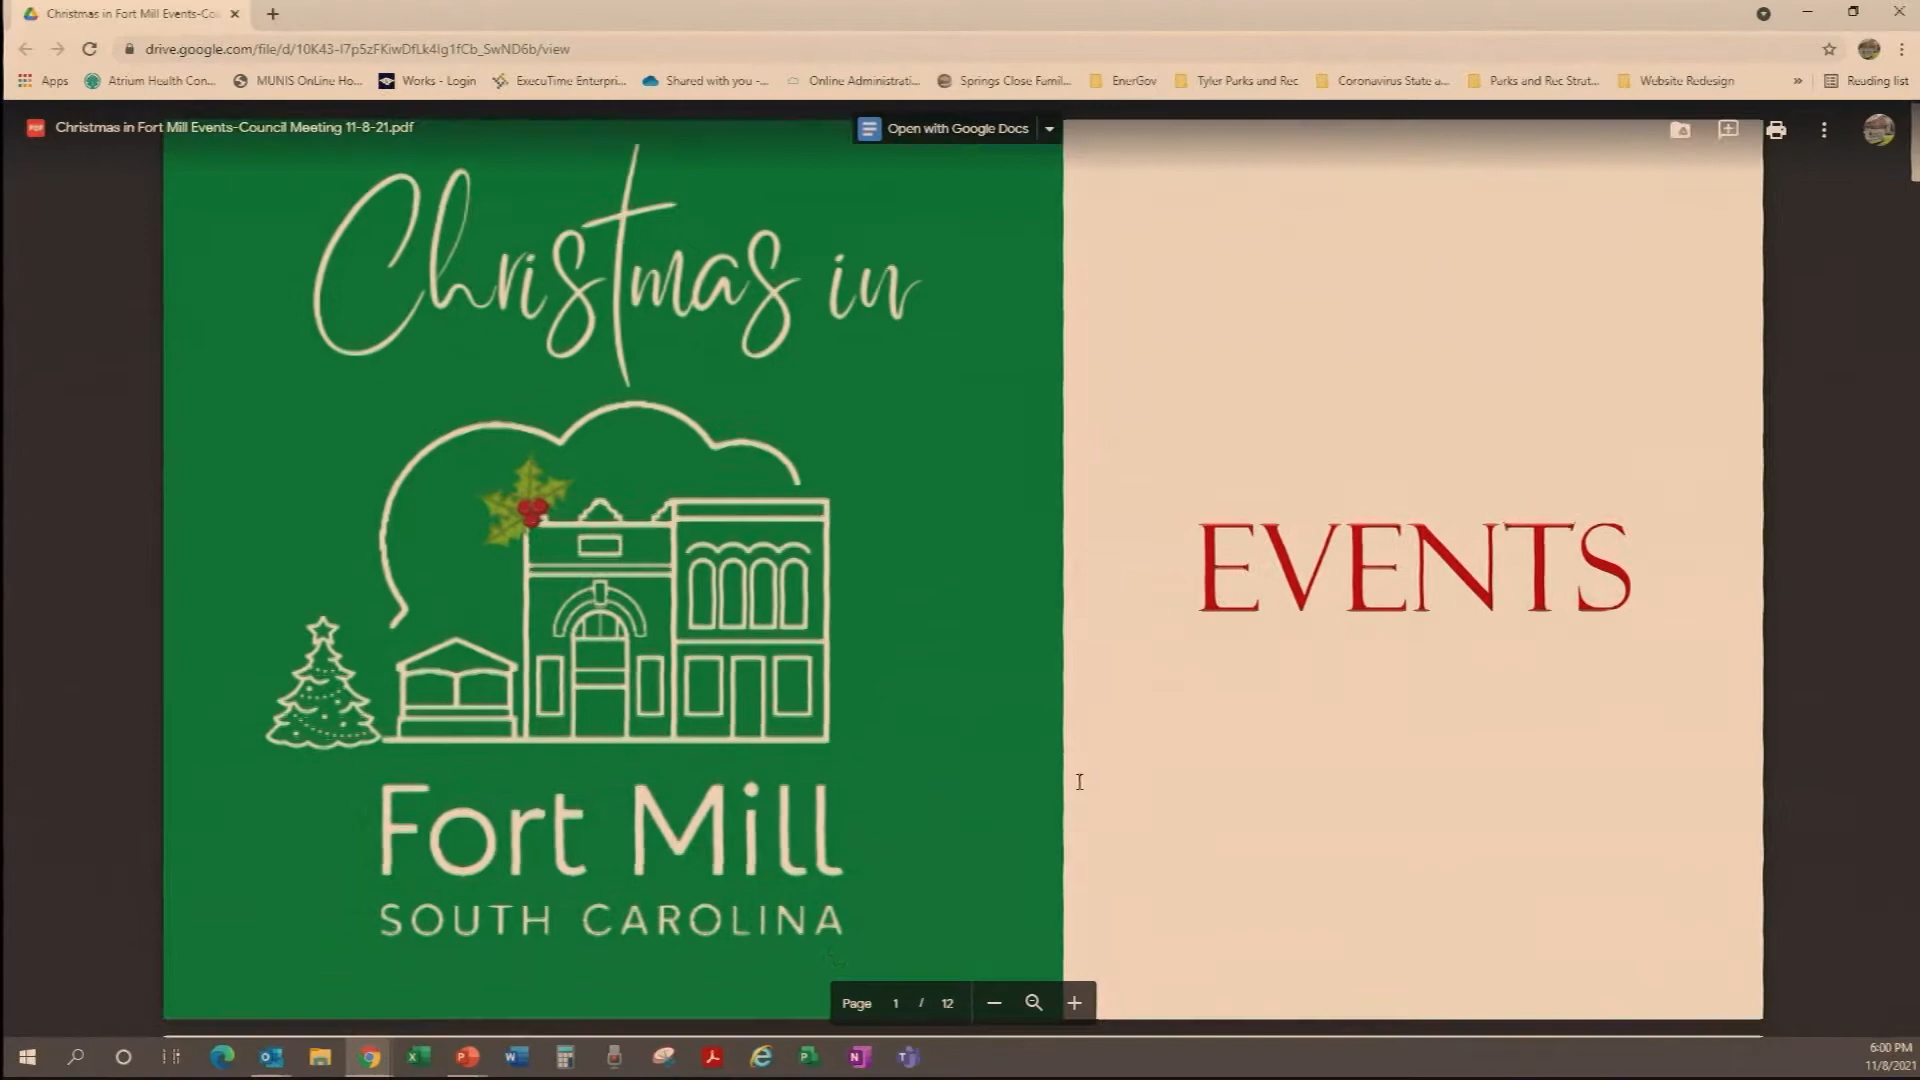 Christmas in Fort Mill Events-Co
drive.google.com/file/d/10K43-I7p5zFKiwDfLk4Ig1fCb_SwND6b/view
Apps
Atrium Health Con...
MUNIS OnLine Ho...
Works - Login
ExecuTime Enterpri...
Shared with you -...
Online Administrati...
Springs Close Famil...
EnerGov
Tyler Parks and Rec
Coronavirus State a...
Parks and Rec Strat...
Website Redesign
»
Reading list
PDF
Christmas in Fort Mill Events-Council Meeting 11-8-21.pdf
Open with Google Docs
Christmas in
Fort Mill
SOUTH CAROLINA
EVENTS
Page 1 / 12
6:00 PM
11/8/2021